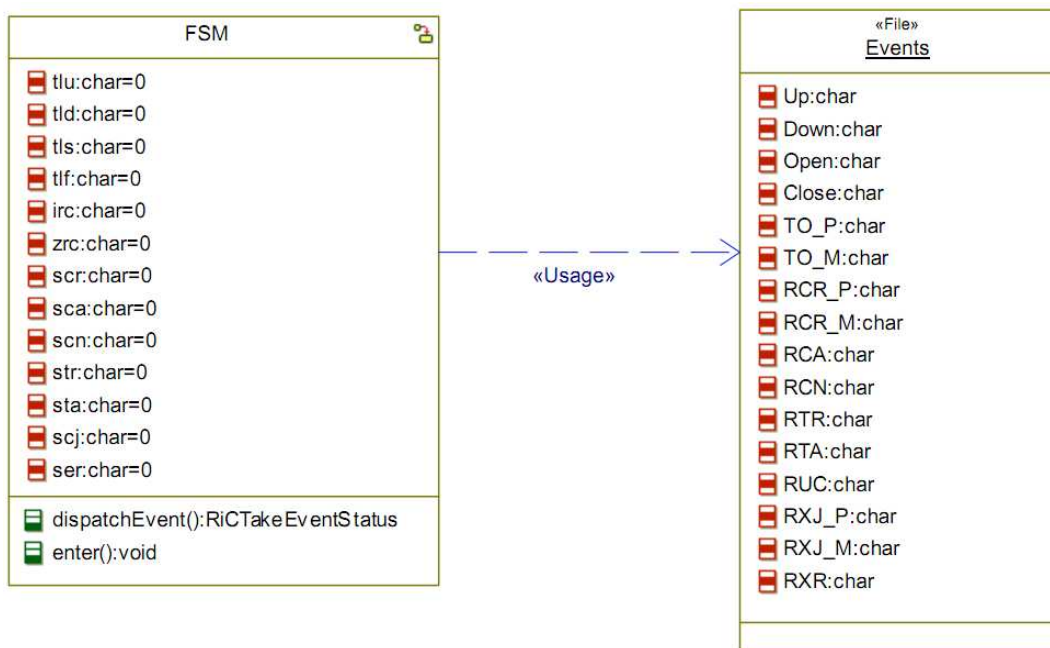 FSM
tlu:char=0
tld:char=0
tls:char=0
tlf:char=0
irc:char=0
zrc:char=0
scr:char=0
sca:char=0
scn:char=0
str:char=0
sta:char=0
scj:char=0
ser:char=0
dispatchEvent():RiCTakeEventStatus
enter():void
«Usage»
«File»
Events
Up:char
Down:char
Open:char
Close:char
TO_P:char
TO_M:char
RCR_P:char
RCR_M:char
RCA:char
RCN:char
RTR:char
RTA:char
RUC:char
RXJ_P:char
RXJ_M:char
RXR:char